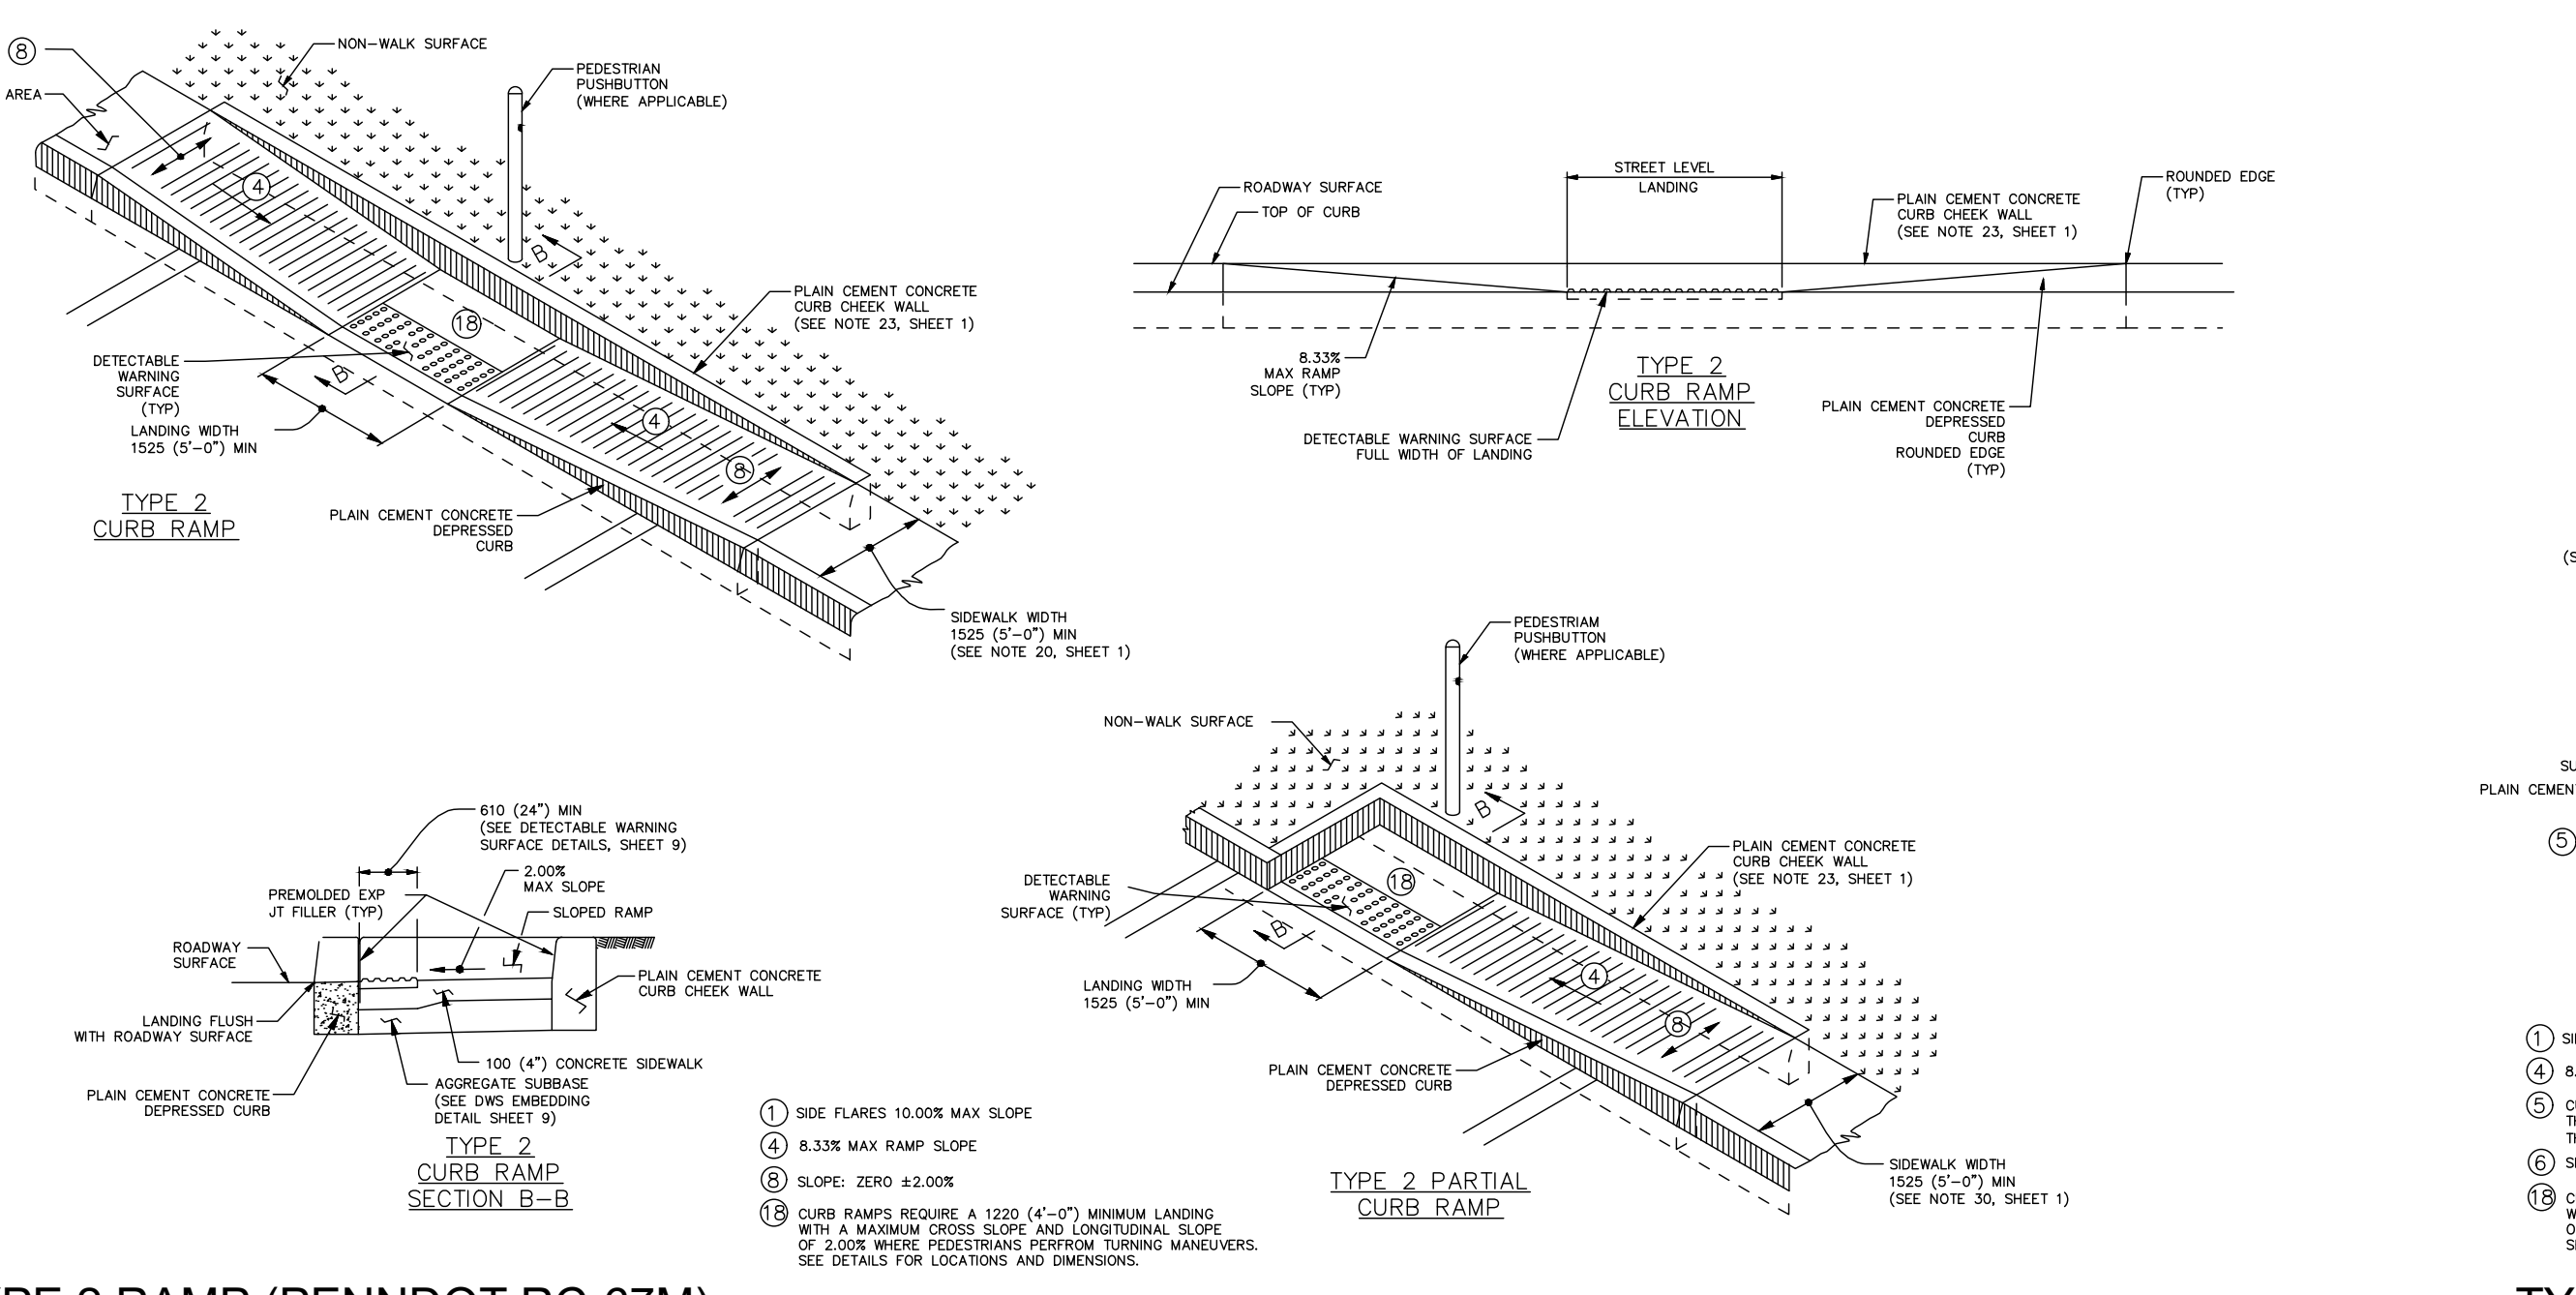 8
NON-WALK SURFACE
AREA
PEDESTRIAN
PUSHBUTTON
(WHERE APPLICABLE)
4
B
PLAIN CEMENT CONCRETE
CURB CHEEK WALL
(SEE NOTE 23, SHEET 1)
18
DETECTABLE
WARNING
SURFACE
(TYP)
B
LANDING WIDTH
1525 (5'-0") MIN
4
8
TYPE 2
CURB RAMP
PLAIN CEMENT CONCRETE
DEPRESSED
CURB
SIDEWALK WIDTH
1525 (5'-0") MIN
(SEE NOTE 20, SHEET 1)
STREET LEVEL
LANDING
ROADWAY SURFACE
TOP OF CURB
PLAIN CEMENT CONCRETE
CURB CHEEK WALL
(SEE NOTE 23, SHEET 1)
ROUNDED EDGE
(TYP)
8.33%
MAX RAMP
SLOPE (TYP)
TYPE 2
CURB RAMP
ELEVATION
DETECTABLE WARNING SURFACE
FULL WIDTH OF LANDING
PLAIN CEMENT CONCRETE
DEPRESSED
CURB
ROUNDED EDGE
(TYP)
610 (24") MIN
(SEE DETECTABLE WARNING
SURFACE DETAILS, SHEET 9)
2.00%
MAX SLOPE
PREMOLDED EXP
JT FILLER (TYP)
SLOPED RAMP
ROADWAY
SURFACE
PLAIN CEMENT CONCRETE
CURB CHEEK WALL
LANDING FLUSH
WITH ROADWAY SURFACE
100 (4") CONCRETE SIDEWALK
AGGREGATE SUBBASE
(SEE DWS EMBEDDING
DETAIL SHEET 9)
PLAIN CEMENT CONCRETE
DEPRESSED CURB
TYPE 2
CURB RAMP
SECTION B-B
1 SIDE FLARES 10.00% MAX SLOPE
4 8.33% MAX RAMP SLOPE
8 SLOPE: ZERO ±2.00%
18 CURB RAMPS REQUIRE A 1220 (4'-0") MINIMUM LANDING
WITH A MAXIMUM CROSS SLOPE AND LONGITUDINAL SLOPE
OF 2.00% WHERE PEDESTRIANS PERFROM TURNING MANEUVERS.
SEE DETAILS FOR LOCATIONS AND DIMENSIONS.
PEDESTRIAM
PUSHBUTTON
(WHERE APPLICABLE)
NON-WALK SURFACE
B
PLAIN CEMENT CONCRETE
CURB CHEEK WALL
(SEE NOTE 23, SHEET 1)
DETECTABLE
WARNING
SURFACE (TYP)
18
B
LANDING WIDTH
1525 (5'-0") MIN
4
8
PLAIN CEMENT CONCRETE
DEPRESSED CURB
TYPE 2 PARTIAL
CURB RAMP
SIDEWALK WIDTH
1525 (5'-0") MIN
(SEE NOTE 30, SHEET 1)
PLAIN CEMENT
5
1
4 8.
5
6
18
RAMP (PENNDOT RC-67M)